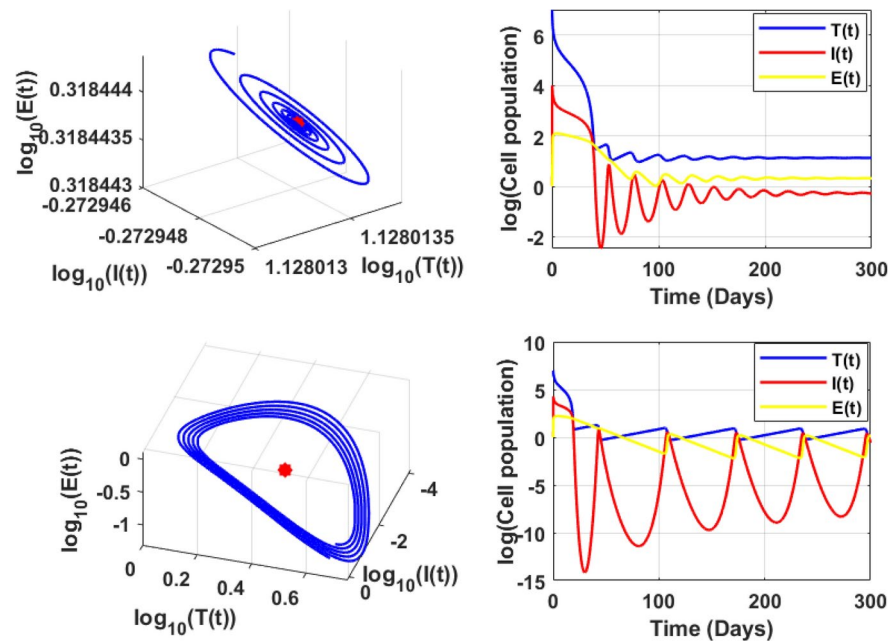 log10(E(t))
0.318444
0.3184435
0.318443
-0.272946
-0.272948
-0.27295
log10(I(t))
1.1280135
1.128013
log10(T(t))
log(Cell population)
6
4
2
0
-2
0
100
200
300
Time (Days)
T(t)
I(t)
E(t)
log10(E(t))
0
-0.5
-1
0
0.2
0.4
0.6
log10(T(t))
-4
-2
0
log10(I(t))
log(Cell population)
10
5
0
-5
-10
-15
0
100
200
300
Time (Days)
T(t)
I(t)
E(t)